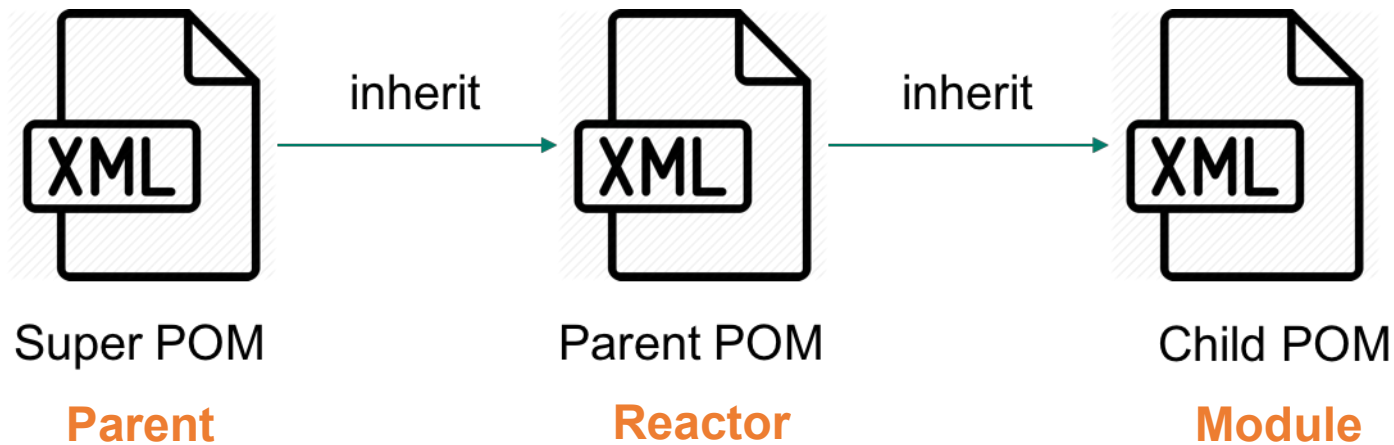 inherit
inherit
XML
XML
XML
Super POM
Parent POM
Child POM
Parent
Reactor
Module